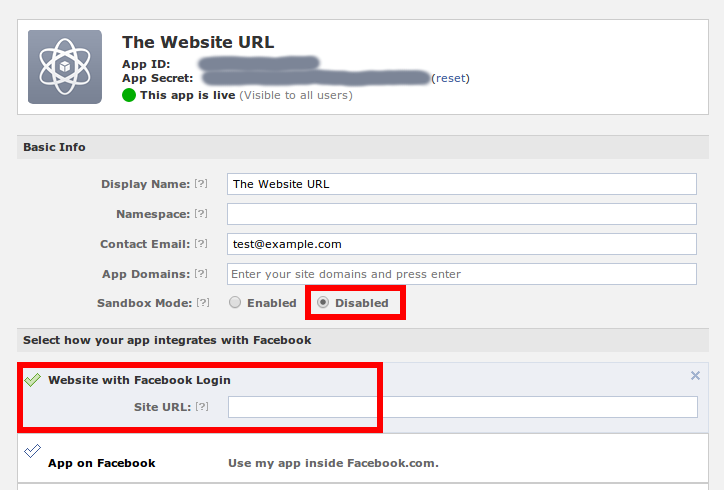 The Website URL
App ID:
App Secret: (reset)
This app is live (Visible to all users)
Basic Info
Display Name: [?] The Website URL
Namespace: [?]
Contact Email: [?] test@example.com
App Domains: [?] Enter your site domains and press enter
Sandbox Mode: [?] Enabled Disabled
Select how your app integrates with Facebook
Website with Facebook Login
Site URL: [?]
App on Facebook Use my app inside Facebook.com.